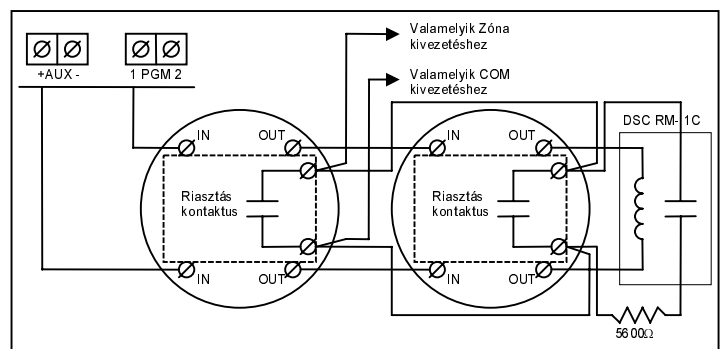 Valamelyik Zóna
kivezetéshez
+AUX -
1 PGM 2
Valamelyik COM
kivezetéshez
DSC RM- 1C
IN
OUT
IN
OUT
Riasztás
kontaktus
Riasztás
kontaktus
IN
OUT
IN
OUT
5600Ω